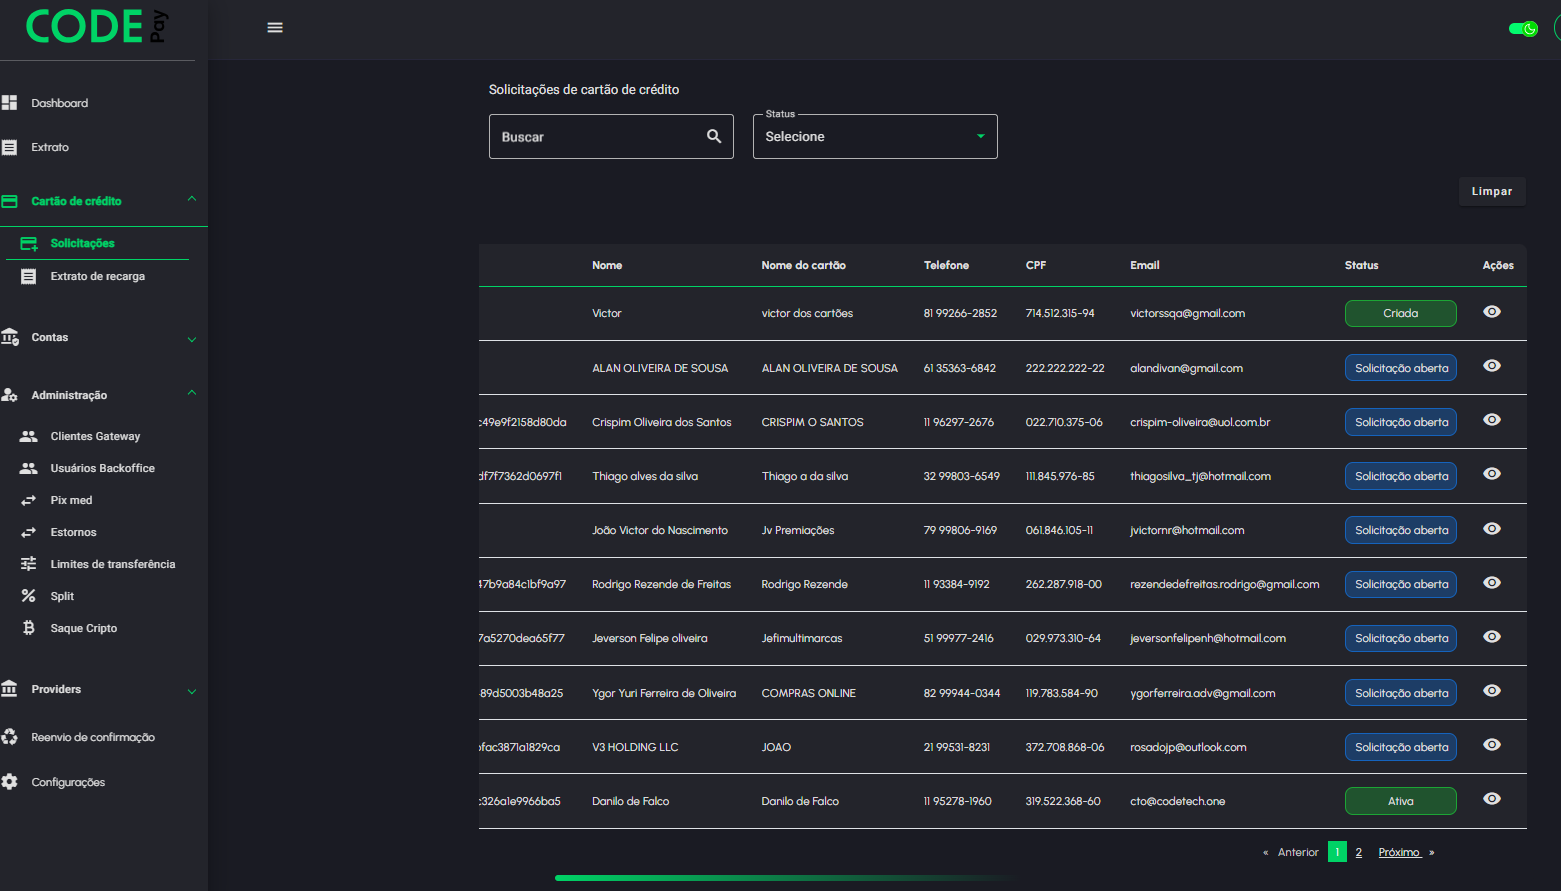 CODE Pay
Dashboard
Extrato
Cartão de crédito
Solicitações
Extrato de recarga
Contas
Administração
Clientes Gateway
Usuários Backoffice
Pix med
Estornos
Limites de transferência
Split
Saque Cripto
Providers
Reenvio de confirmação
Configurações
Solicitações de cartão de crédito
Status
Buscar Selecione
Limpar
Nome Nome do cartão Telefone CPF Email Status Ações
Victor victor dos cartões 81 99266-2852 714.512.315-94 victorssqa@gmail.com Criada
ALAN OLIVEIRA DE SOUSA ALAN OLIVEIRA DE SOUSA 61 35363-6842 222.222.222-22 alandivan@gmail.com Solicitação aberta
c49e9f2158d80da Crispim Oliveira dos Santos CRISPIM O SANTOS 11 96297-2676 022.710.375-06 crispim-oliveira@uol.com.br Solicitação aberta
df7f7362d0697f1 Thiago alves da silva Thiago a da silva 32 99803-6549 111.845.976-85 thiagosilva_tj@hotmail.com Solicitação aberta
João Victor do Nascimento Jv Premiações 79 99806-9169 061.846.105-11 jvictornr@hotmail.com Solicitação aberta
47b9a84c1bf9a97 Rodrigo Rezende de Freitas Rodrigo Rezende 11 93384-9192 262.287.918-00 rezendedefreitas.rodrigo@gmail.com Solicitação aberta
7a5270dea65f77 Jeverson Felipe oliveira Jefimultimarcas 51 99977-2416 029.973.310-64 jeversonfelipenh@hotmail.com Solicitação aberta
89d5003b48a25 Ygor Yuri Ferreira de Oliveira COMPRAS ONLINE 82 99944-0344 119.783.584-90 ygorferreira.adv@gmail.com Solicitação aberta
fac3871a1829ca V3 HOLDING LLC JOAO 21 99531-8231 372.708.868-06 rosadojp@outlook.com Solicitação aberta
c326a1e9966ba5 Danilo de Falco Danilo de Falco 11 95278-1960 319.522.368-60 cto@codetech.one Ativa
« Anterior 1 2 Próximo »